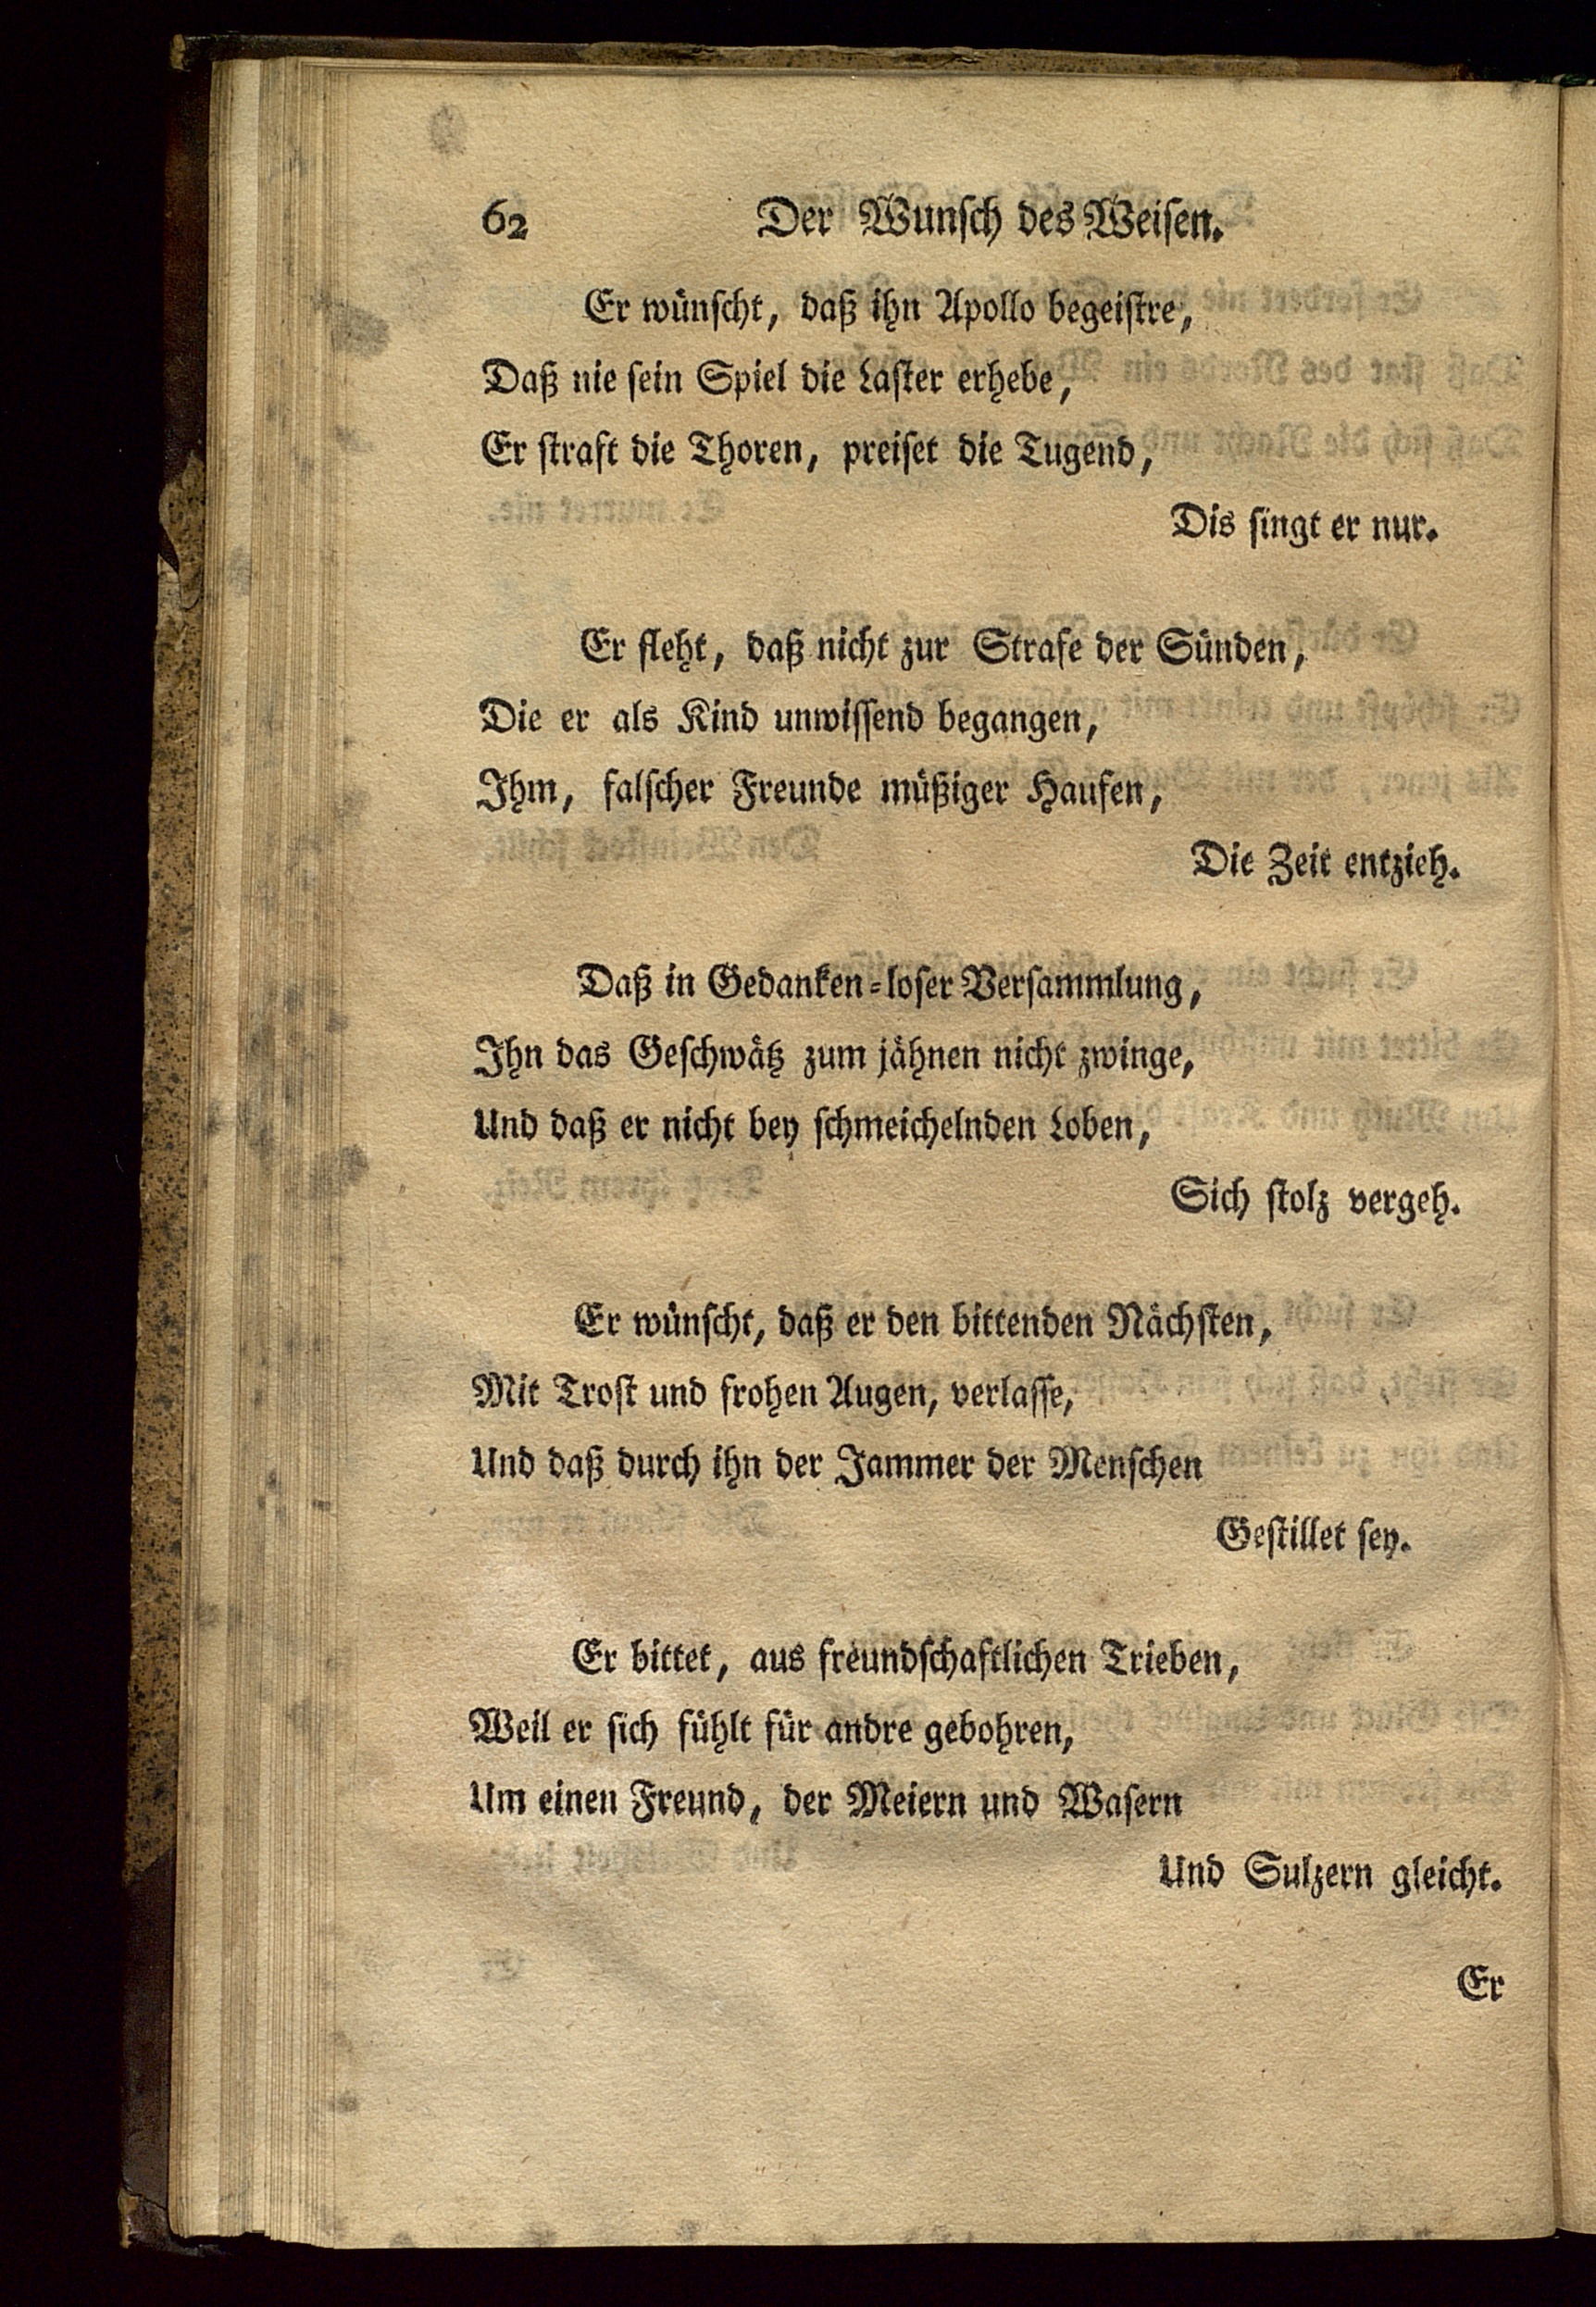 62 Der Wunsch des Weisen.
Er wünscht, daß ihn Apollo begeistre,
Daß nie sein Spiel die Laster erhebe,
Er straft die Thoren, preiset die Tugend,
Dis singt er nur.
Er fleht, daß nicht zur Strafe der Sünden,
Die er als Kind unwissend begangen,
Ihm, falscher Freunde müßiger Haufen,
Die Zeit entzieh.
Daß in Gedanken-loser Versammlung,
Ihn das Geschwätz zum jähnen nicht zwinge,
Und daß er nicht bey schmeichelnden Loben,
Sich stolz vergeh.
Er wünscht, daß er den bittenden Nächsten,
Mit Trost und frohen Augen, verlasse,
Und daß durch ihn der Jammer der Menschen
Gestillet sey.
Er bittet, aus freundschaftlichen Trieben,
Weil er sich fühlt für andre gebohren,
Um einen Freund, der Meiern und Wasern
Und Sulzern gleicht.
Er